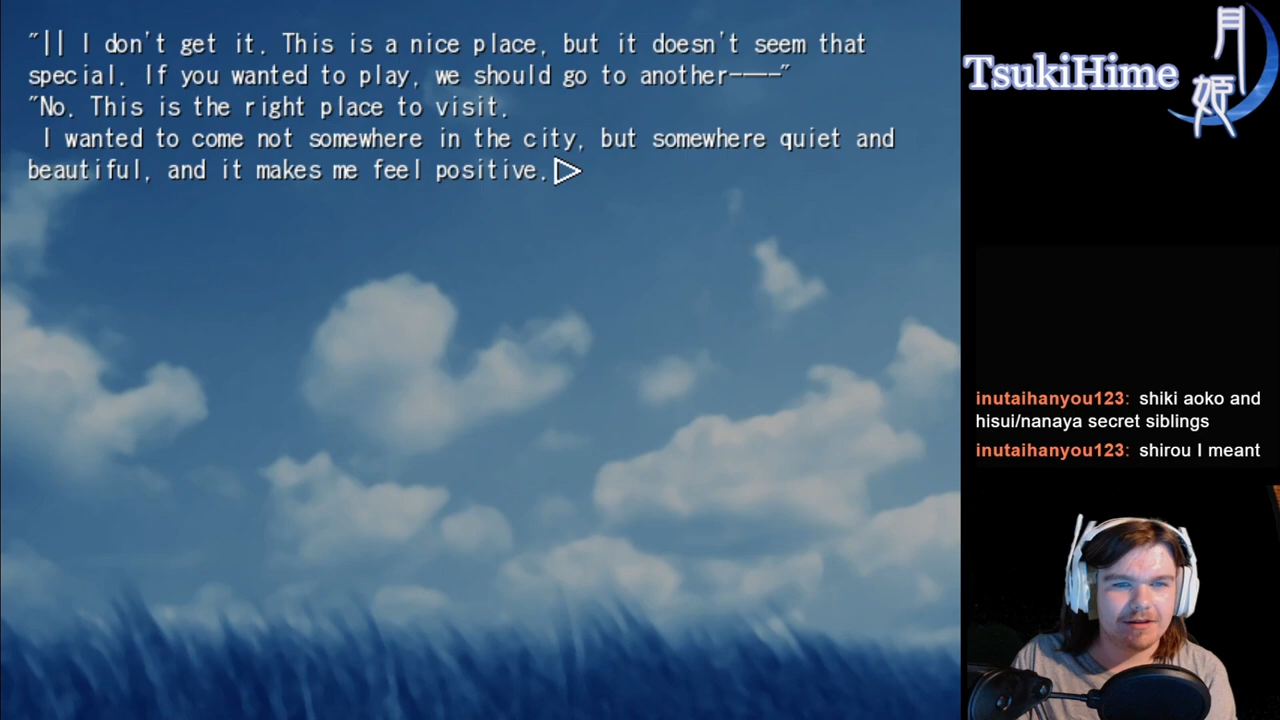 "|| I don't get it. This is a nice place, but it doesn't seem that
special. If you wanted to play, we should go to another———"
"No. This is the right place to visit.
I wanted to come not somewhere in the city, but somewhere quiet and
beautiful, and it makes me feel positive.
TsukiHime
月姫
inutaihanyou123: shiki aoko and
hisui/nanaya secret siblings
inutaihanyou123: shirou I meant